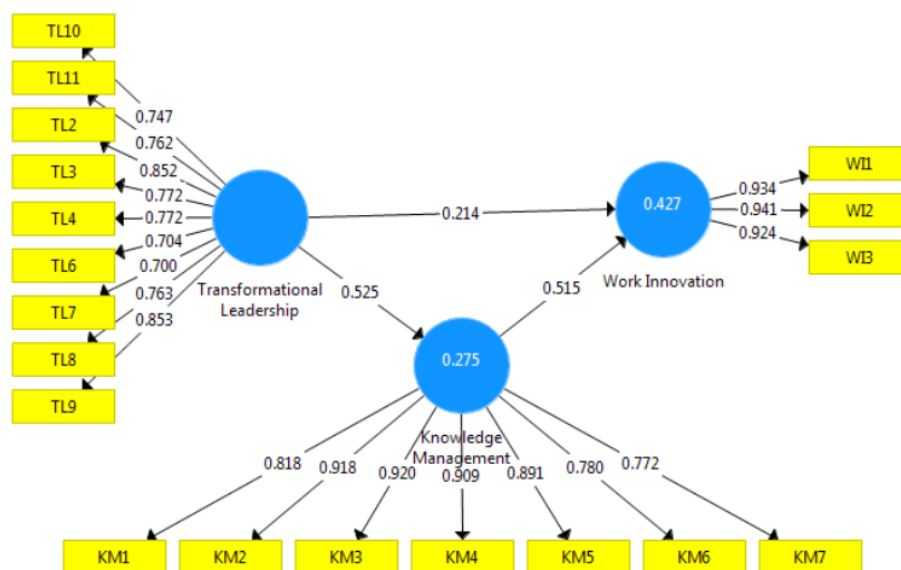 TL10
TL11
TL2
TL3
TL4
TL6
TL7
TL8
TL9
0.747
0.762
0.852
0.772
0.772
0.704
0.700
0.763
0.853
Transformational
Leadership
0.214
0.525
0.515
0.427
Work Innovation
0.934
0.941
0.924
WI1
WI2
WI3
0.275
Knowledge
Management
0.818
0.918
0.920
0.909
0.891
0.780
0.772
KM1
KM2
KM3
KM4
KM5
KM6
KM7